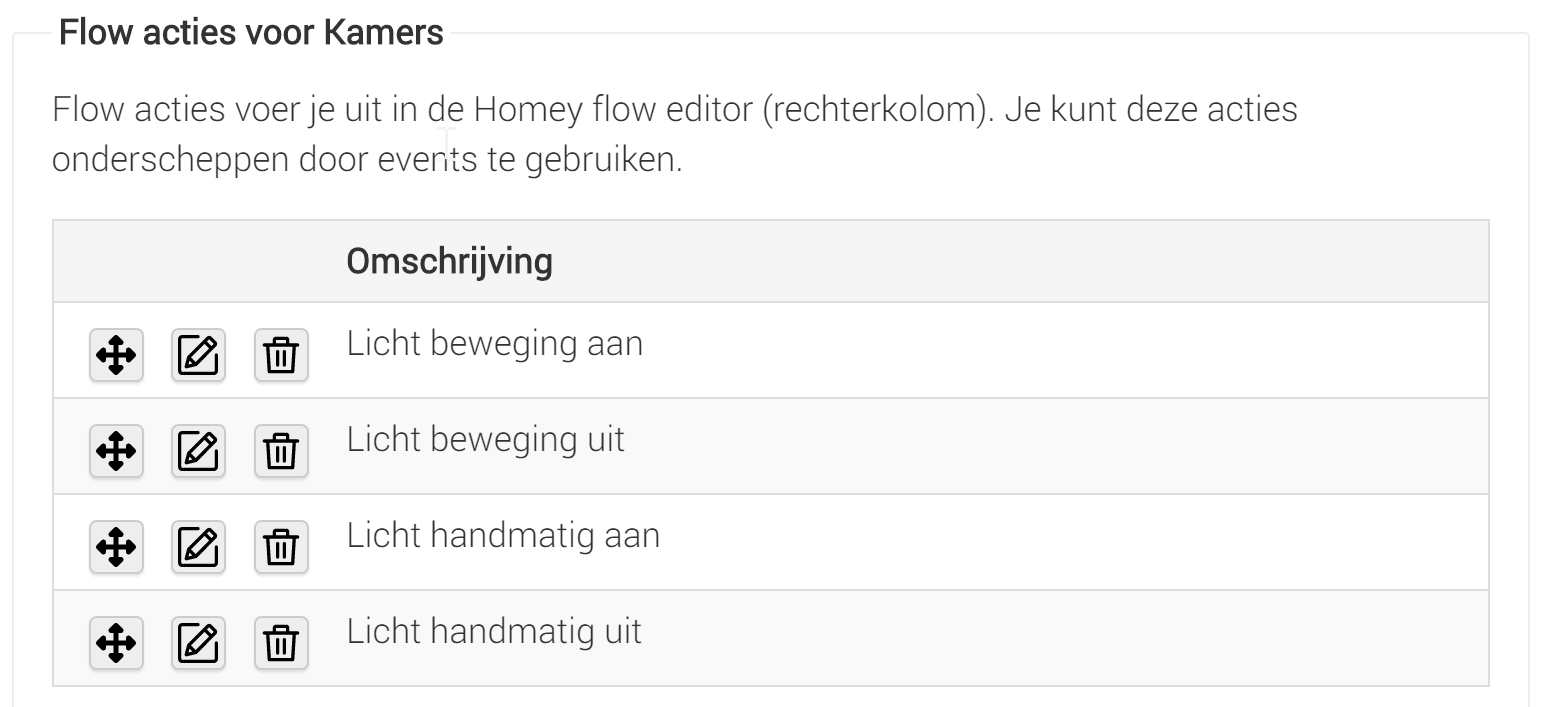 Flow acties voor Kamers
Flow acties voer je uit in de Homey flow editor (rechterkolom). Je kunt deze acties
onderscheppen door events te gebruiken.
Omschrijving
Licht beweging aan
Licht beweging uit
Licht handmatig aan
Licht handmatig uit